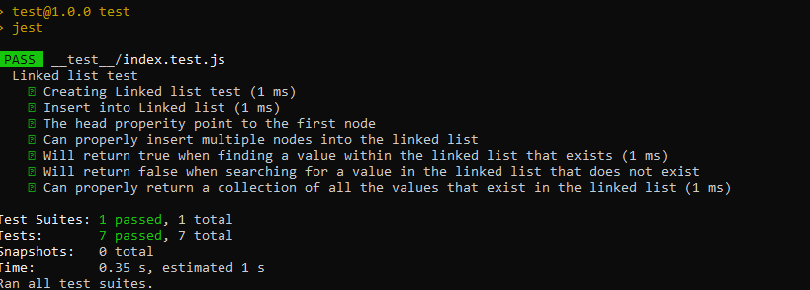 > test@1.0.0 test
> jest
PASS __test__/index.test.js
Linked list test
Creating Linked list test (1 ms)
Insert into Linked list (1 ms)
The head properity point to the first node
Can properly insert multiple nodes into the linked list
Will return true when finding a value within the linked list that exists (1 ms)
Will return false when searching for a value in the linked list that does not exist
Can properly return a collection of all the values that exist in the linked list (1 ms)
Test Suites: 1 passed, 1 total
Tests: 7 passed, 7 total
Snapshots: 0 total
Time: 0.35 s, estimated 1 s
Ran all test suites.